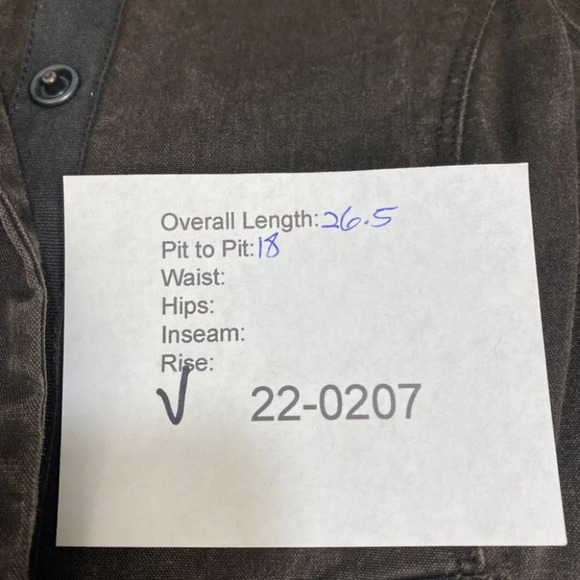 Overall Length: 26.5
Pit to Pit: 18
Waist:
Hips:
Inseam:
Rise:
✓ 22-0207